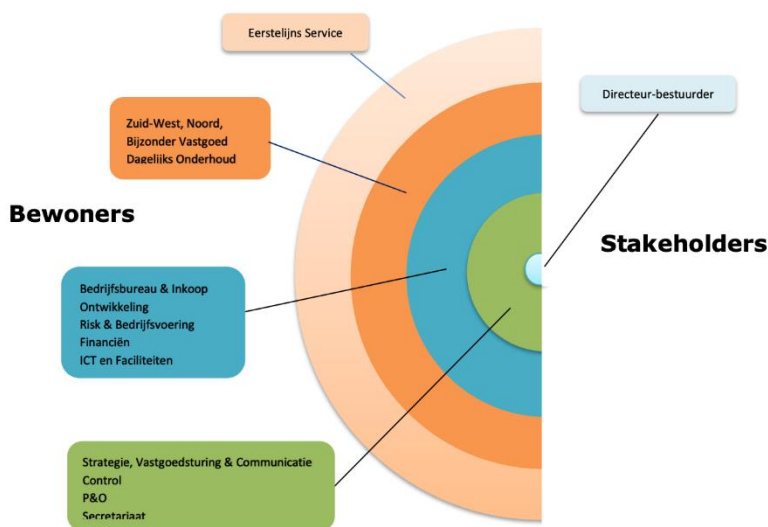 Eerstelijns Service
Directeur-bestuurder
Zuid-West, Noord,
Bijzonder Vastgoed
Dagelijks Onderhoud
Bewoners
Stakeholders
Bedrijfsbureau & Inkoop
Ontwikkeling
Risk & Bedrijfsvoering
Financiën
ICT en Faciliteiten
Strategie, Vastgoedsturing & Communicatie
Control
P&O
Secretariaat